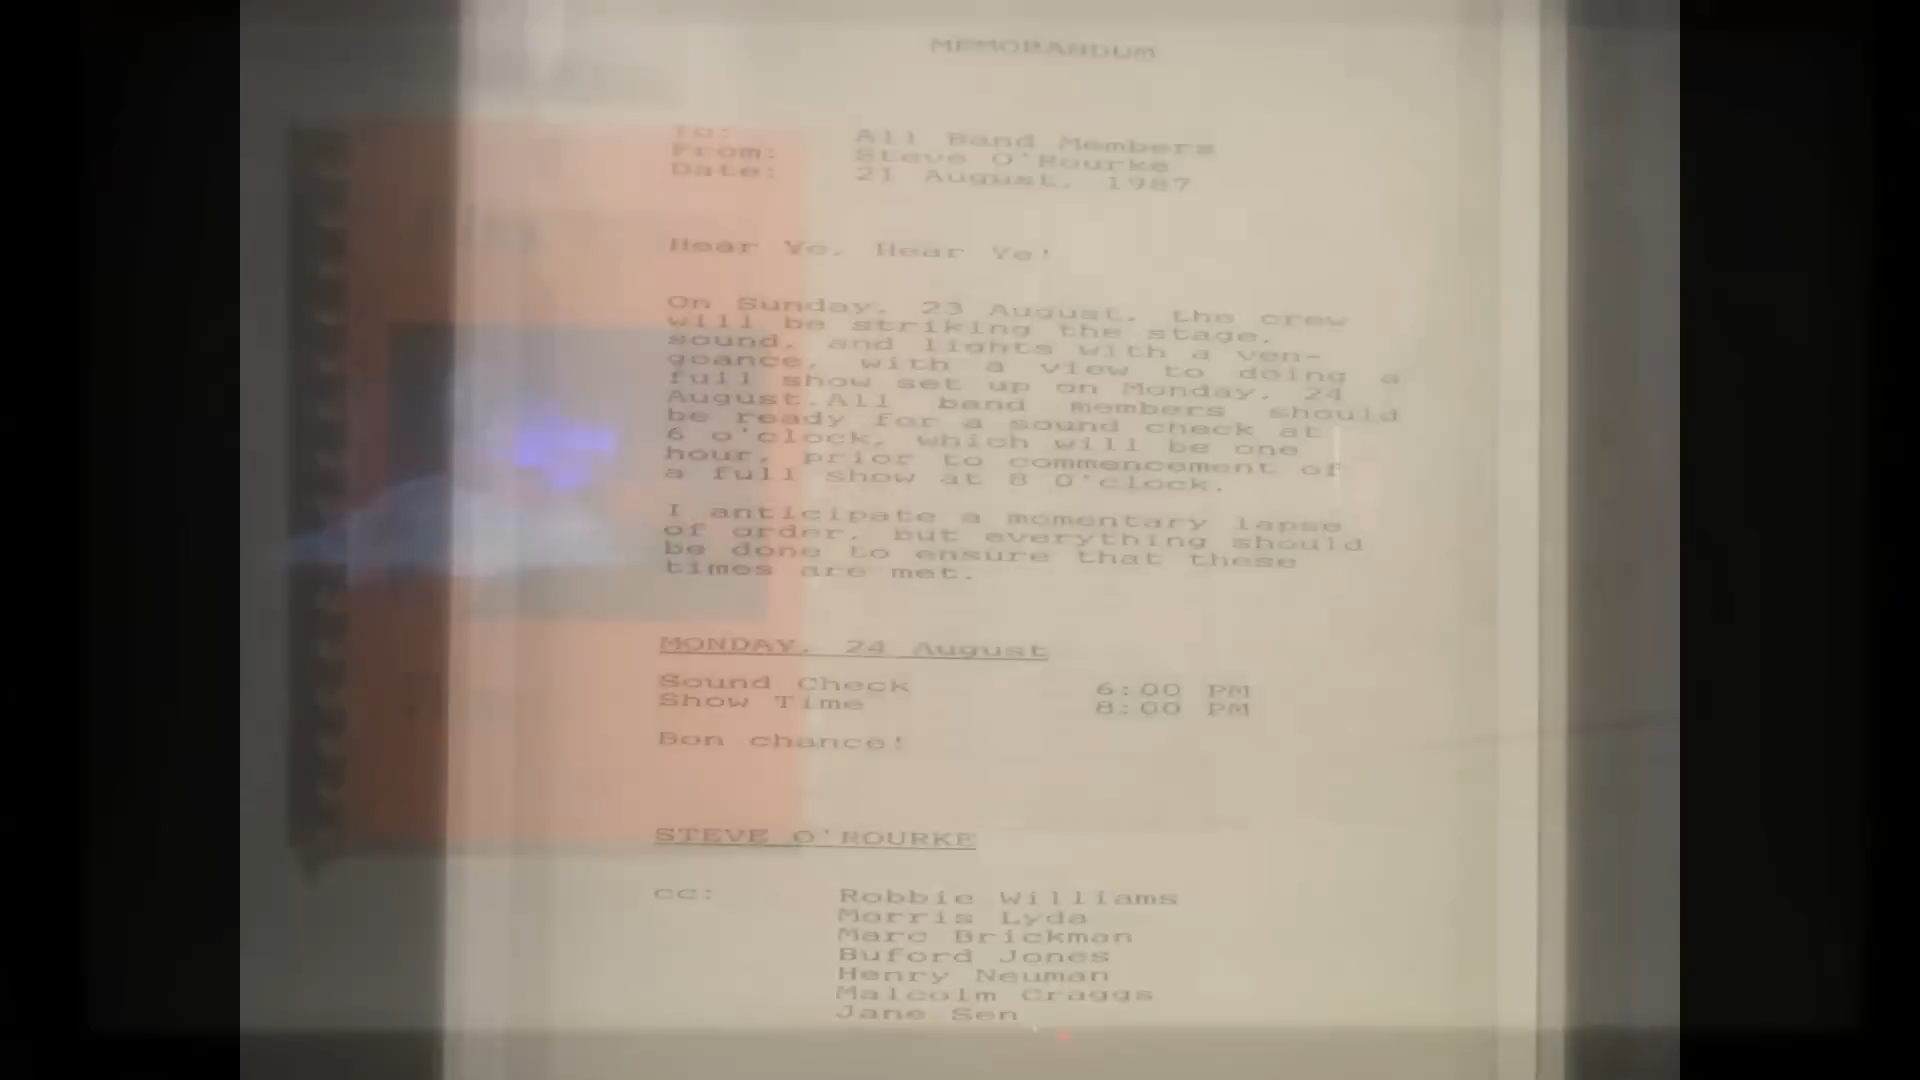 MEMORANDUM
To: All Band Members
From: Steve O'Rourke
Date: 21 August, 1987
Hear Ye, Hear Ye!
On Sunday, 23 August, the crew
will be striking the stage,
sound, and lights with a ven-
geance, with a view to doing a
full show set up on Monday, 24
August.All band members should
be ready for a sound check at
6 o'clock, which will be one
hour, prior to commencement of
a full show at 8 O'clock.
I anticipate a momentary lapse
of order, but everything should
be done to ensure that these
times are met.
MONDAY, 24 August
Sound Check 6:00 PM
Show Time 8:00 PM
Bon chance!
STEVE O'ROURKE
cc: Robbie Williams
Morris Lyda
Marc Brickman
Buford Jones
Henry Neuman
Malcolm Craggs
Jane Sen